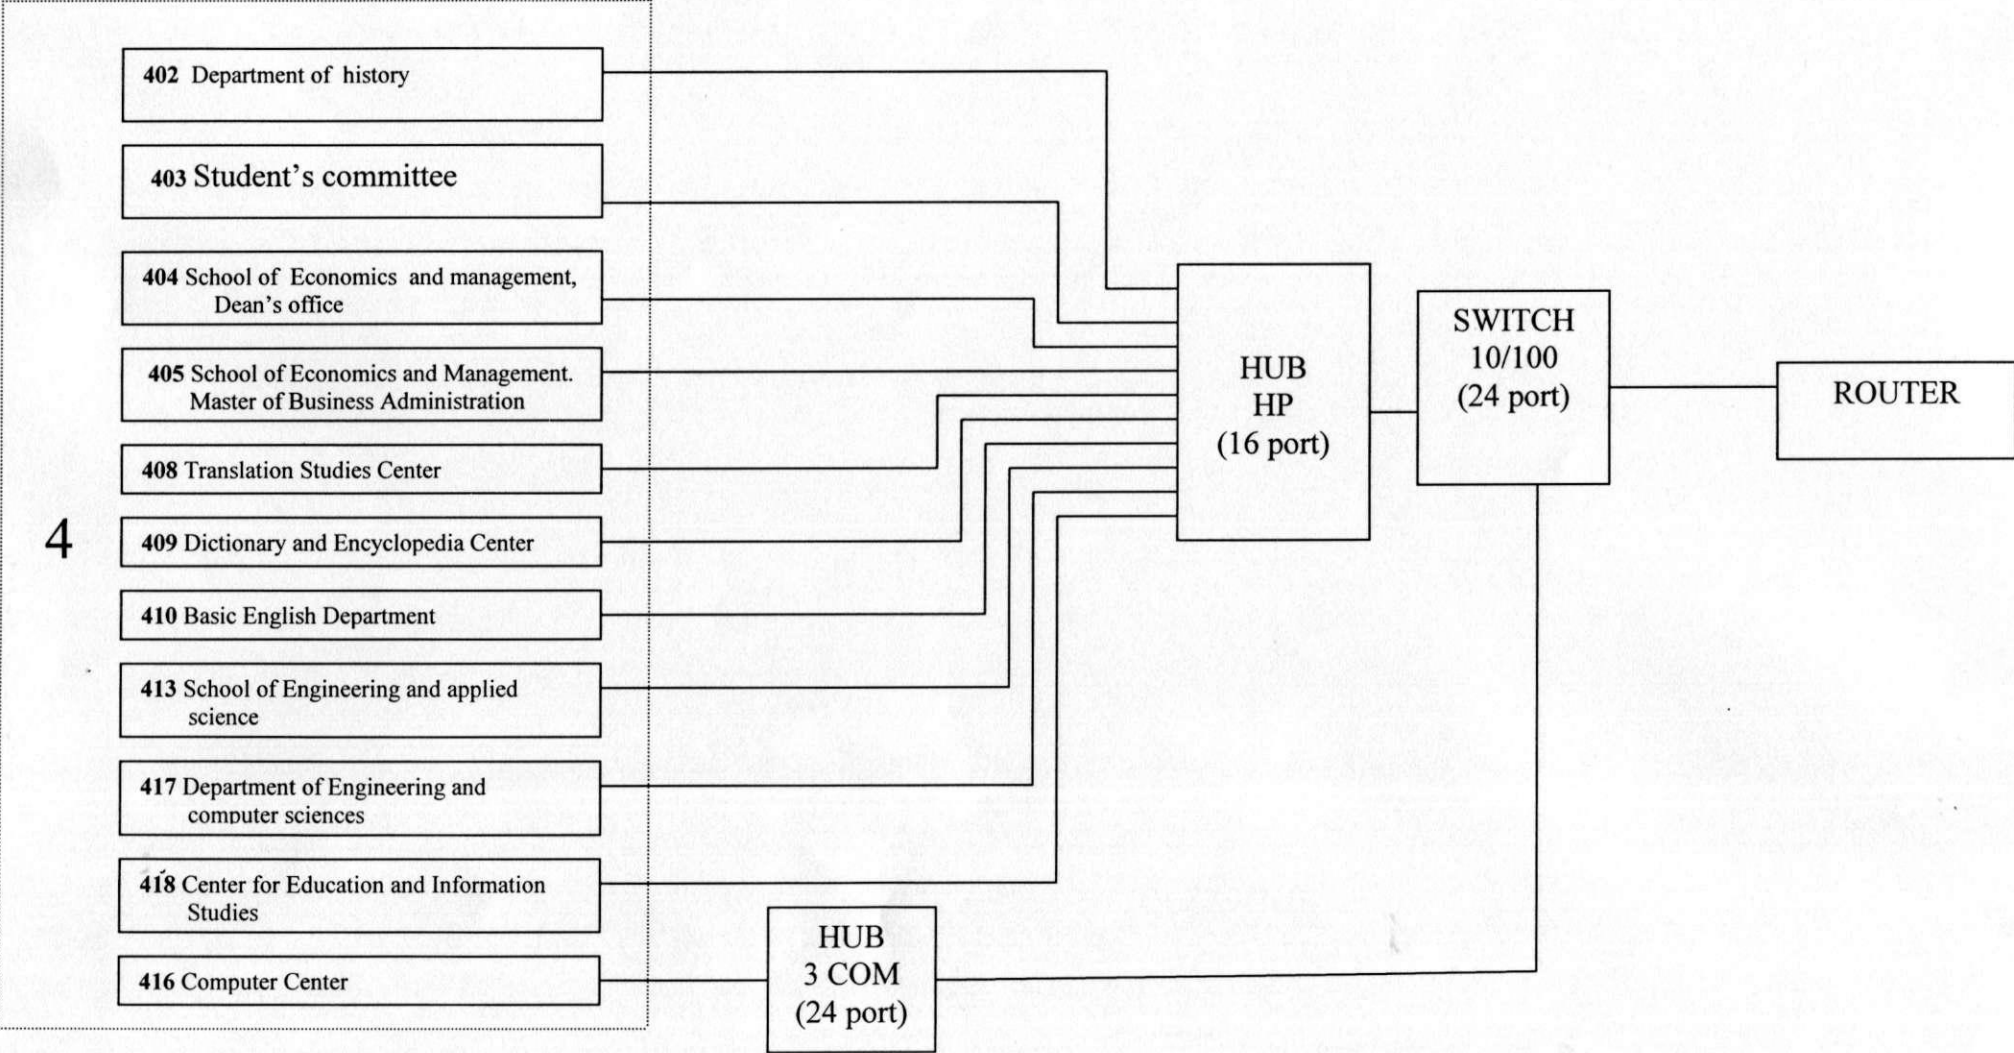 402 Department of history
403 Student's committee
404 School of Economics and management,
Dean's office
405 School of Economics and Management.
Master of Business Administration
408 Translation Studies Center
4
409 Dictionary and Encyclopedia Center
410 Basic English Department
413 School of Engineering and applied
science
417 Department of Engineering and
computer sciences
418 Center for Education and Information
Studies
416 Computer Center
HUB
3 COM
(24 port)
HUB
HP
(16 port)
SWITCH
10/100
(24 port)
ROUTER